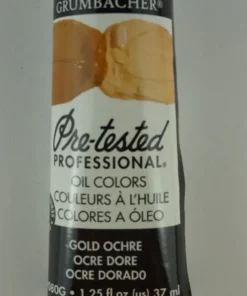 GRUMBACHER®
Pre-tested
PROFESSIONAL®
OIL COLORS
COULEURS À L'HUILE
COLORES A ÓLEO
GOLD OCHRE
OCRE DORE
OCRE DORADO
080G • 1.25 fl oz (us) 37 ml